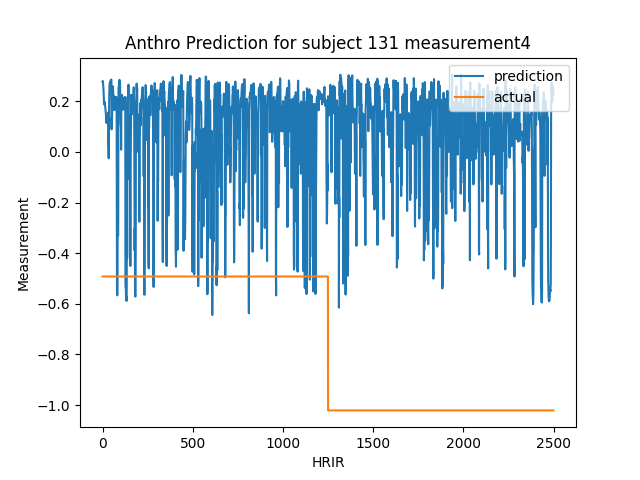 Anthro Prediction for subject 131 measurement4
prediction
actual
0.2
0.0
−0.2
−0.4
−0.6
−0.8
−1.0
Measurement
0
500
1000
1500
2000
2500
HRIR